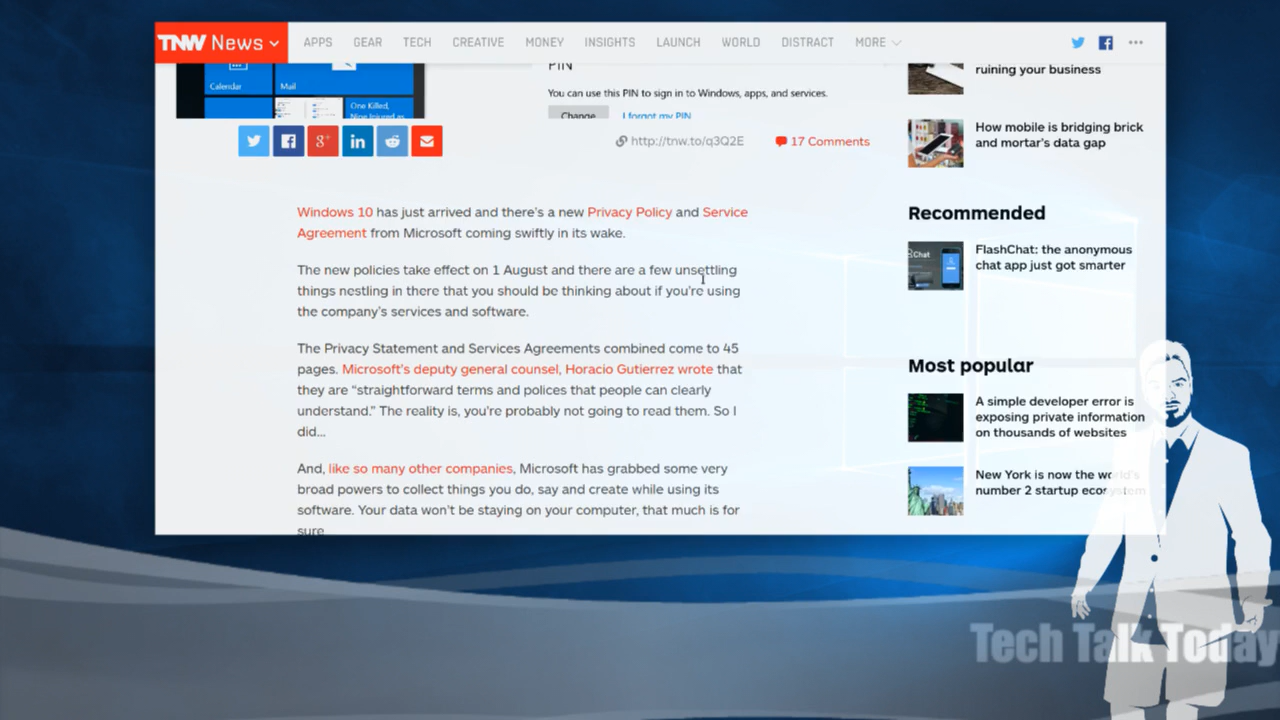 TNW News
APPS GEAR TECH CREATIVE MONEY INSIGHTS LAUNCH WORLD DISTRACT MORE
Calendar
Mail
One Killed,
Nine Injured as
PIN
You can use this PIN to sign in to Windows, apps, and services.
Change
I forgot my PIN
g+
in
http://tnw.to/q3Q2E
17 Comments
Windows 10 has just arrived and there's a new Privacy Policy and Service
Agreement from Microsoft coming swiftly in its wake.
The new policies take effect on 1 August and there are a few unsettling
things nestling in there that you should be thinking about if you're using
the company's services and software.
The Privacy Statement and Services Agreements combined come to 45
pages. Microsoft's deputy general counsel, Horacio Gutierrez wrote that
they are “straightforward terms and polices that people can clearly
understand.” The reality is, you're probably not going to read them. So I
did…
And, like so many other companies, Microsoft has grabbed some very
broad powers to collect things you do, say and create while using its
software. Your data won't be staying on your computer, that much is for
sure
ruining your business
How mobile is bridging brick
and mortar's data gap
Recommended
Chat
FlashChat: the anonymous
chat app just got smarter
Most popular
A simple developer error is
exposing private information
on thousands of websites
New York is now the world's
number 2 startup ecosystem
Tech Talk Today